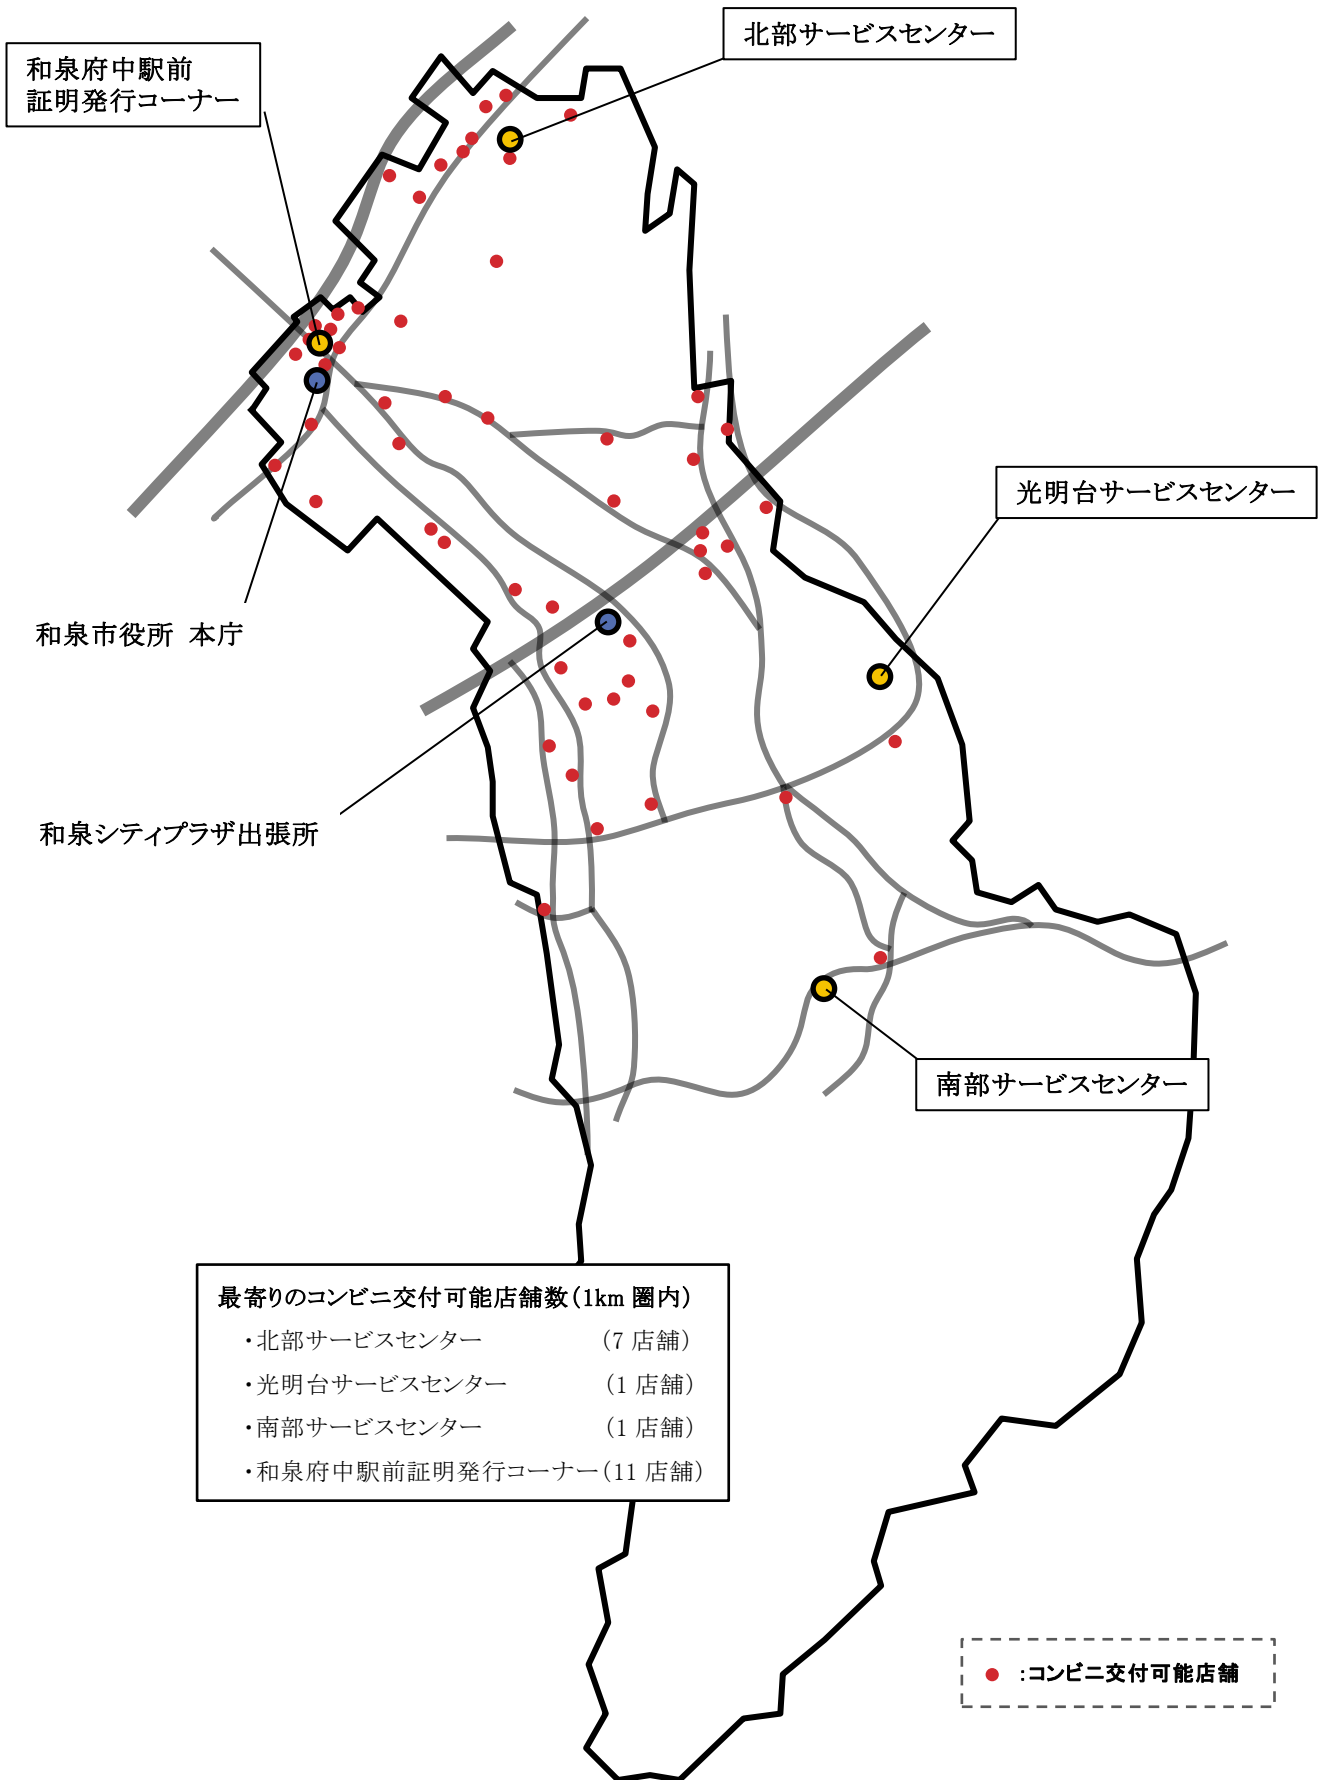 北部サービスセンター
和泉府中駅前
証明発行コーナー
光明台サービスセンター
和泉市役所 本庁
和泉シティプラザ出張所
南部サービスセンター
最寄りのコンビニ交付可能店舗数(1km 圏内)
・北部サービスセンター (7 店舗)
・光明台サービスセンター (1 店舗)
・南部サービスセンター (1 店舗)
・和泉府中駅前証明発行コーナー(11 店舗)
:コンビニ交付可能店舗